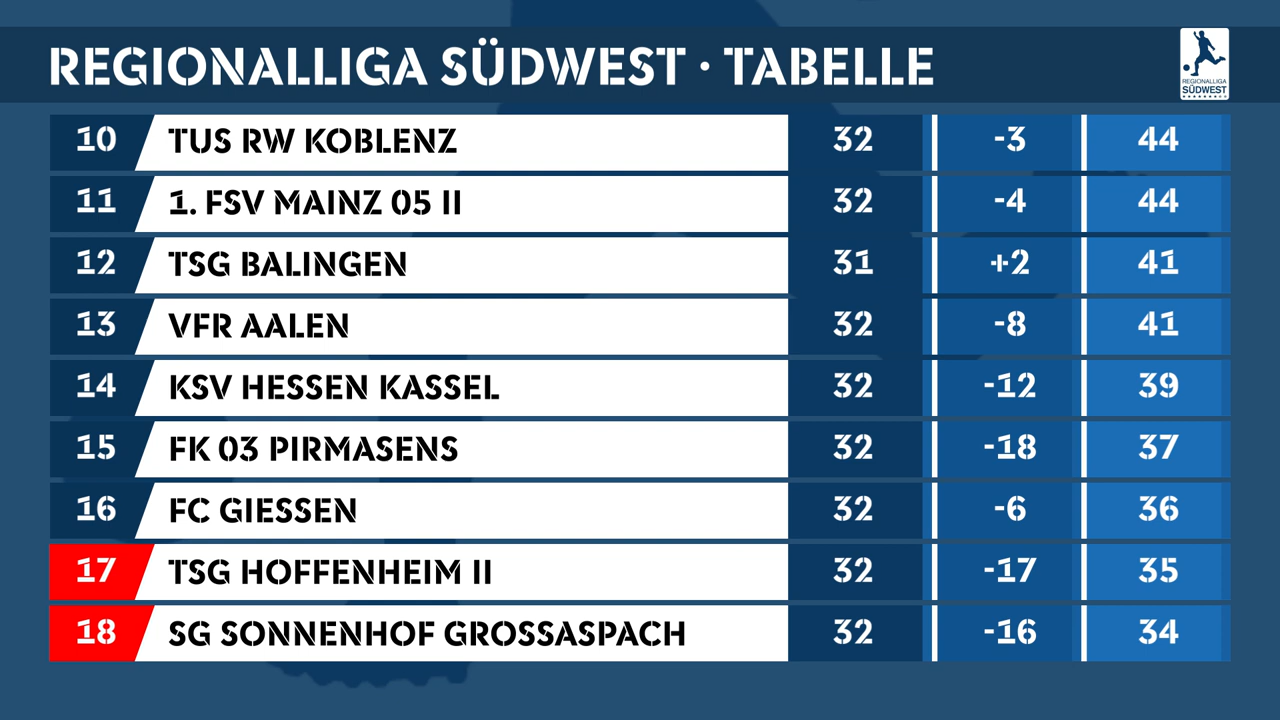 REGIONALLIGA SÜDWEST · TABELLE
REGIONALLIGA
SÜDWEST
10 TUS RW KOBLENZ 32 -3 44
11 1. FSV MAINZ 05 II 32 -4 44
12 TSG BALINGEN 31 +2 41
13 VFR AALEN 32 -8 41
14 KSV HESSEN KASSEL 32 -12 39
15 FK 03 PIRMASENS 32 -18 37
16 FC GIESSEN 32 -6 36
17 TSG HOFFENHEIM II 32 -17 35
18 SG SONNENHOF GROSSASPACH 32 -16 34